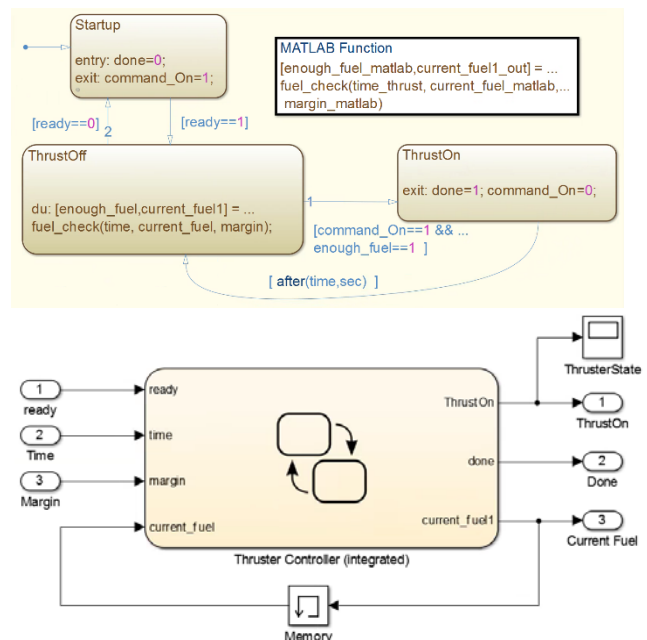 Startup
entry: done=0;
exit: command_On=1;
MATLAB Function
[enough_fuel_matlab,current_fuel1_out] = ...
fuel_check(time_thrust, current_fuel_matlab,...
margin_matlab)
[ready==0]
2
[ready==1]
ThrustOff
du: [enough_fuel,current_fuel1] = ...
fuel_check(time, current_fuel, margin);
1
ThrustOn
exit: done=1; command_On=0;
[command_On==1 && ...
enough_fuel==1 ]
[ after(time,sec) ]
ThrusterState
1
ready
2
Time
3
Margin
ready
time
margin
current_fuel
ThrustOn
done
current_fuel1
1
ThrustOn
2
Done
3
Current Fuel
Thruster Controller (integrated)
Memory